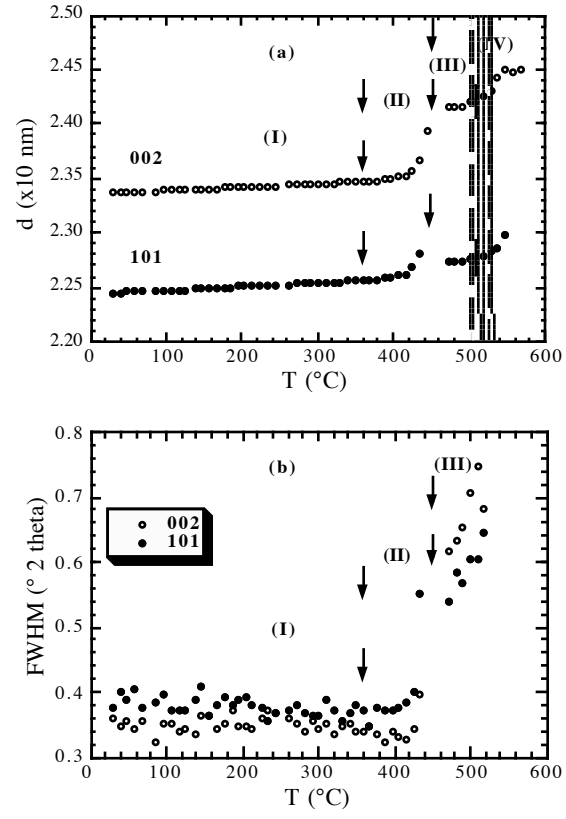 2.50
(a)
(IV)
2.45
(III)
(II)
2.40
(I)
002
2.35
d (x10 nm)
2.30
101
2.25
2.20
0 100 200 300 400 500 600
T (°C)
0.8
(b)
(III)
0.7
002
101
(II)
0.6
FWHM (° 2 theta)
(I)
0.5
0.4
0.3
0 100 200 300 400 500 600
T (°C)